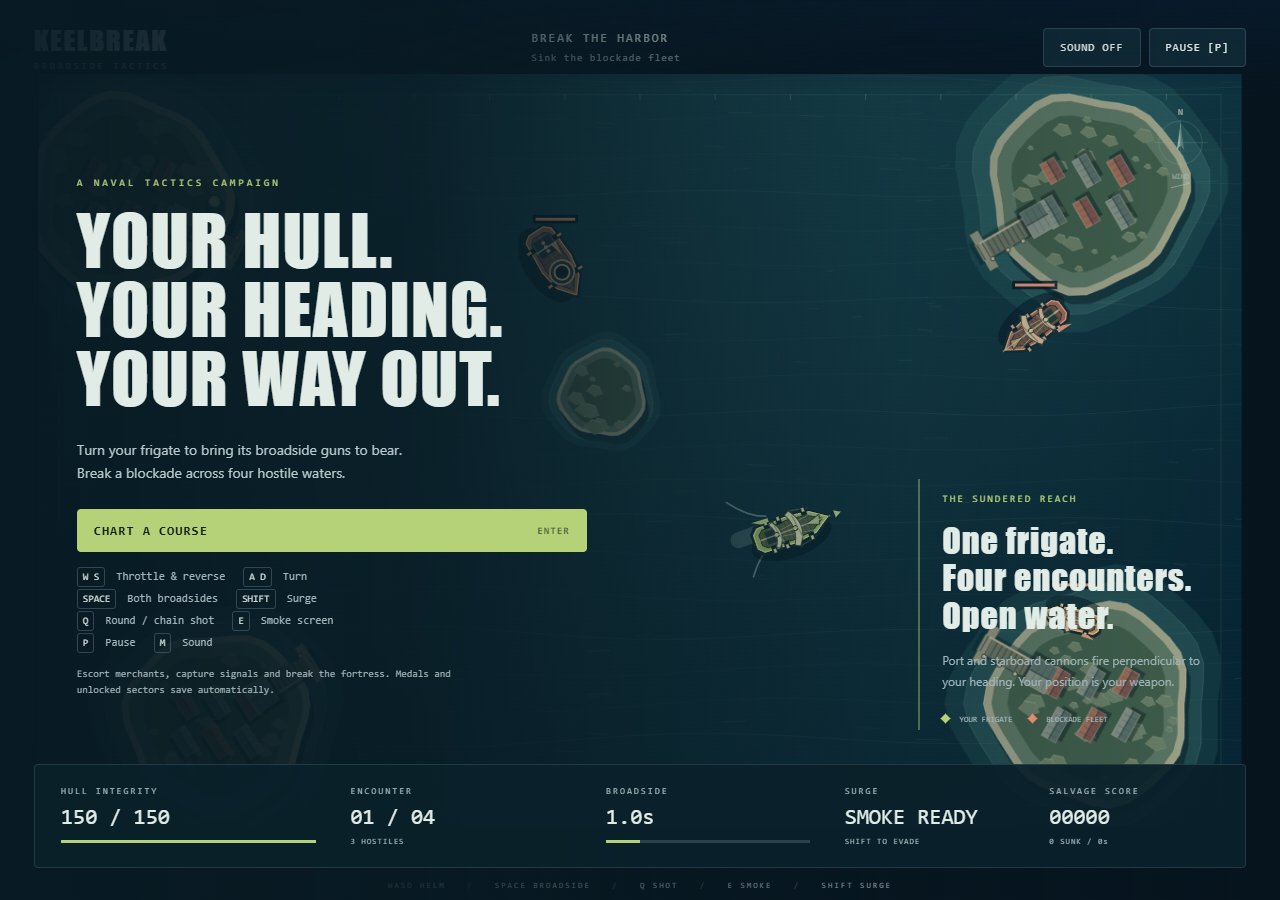 KEELBREAK
BROADSIDE TACTICS
BREAK THE HARBOR
Sink the blockade fleet
SOUND OFF
PAUSE [P]
N
WIND
A NAVAL TACTICS CAMPAIGN
YOUR HULL.
YOUR HEADING.
YOUR WAY OUT.
Turn your frigate to bring its broadside guns to bear.
Break a blockade across four hostile waters.
CHART A COURSE ENTER
W S Throttle & reverse A D Turn
SPACE Both broadsides SHIFT Surge
Q Round / chain shot E Smoke screen
P Pause M Sound
Escort merchants, capture signals and break the fortress. Medals and
unlocked sectors save automatically.
THE SUNDERED REACH
One frigate.
Four encounters.
Open water.
Port and starboard cannons fire perpendicular to
your heading. Your position is your weapon.
YOUR FRIGATE BLOCKADE FLEET
HULL INTEGRITY
150 / 150
ENCOUNTER
01 / 04
3 HOSTILES
BROADSIDE
1.0s
SURGE
SMOKE READY
SHIFT TO EVADE
SALVAGE SCORE
00000
0 SUNK / 0s
WASD HELM / SPACE BROADSIDE / Q SHOT / E SMOKE / SHIFT SURGE